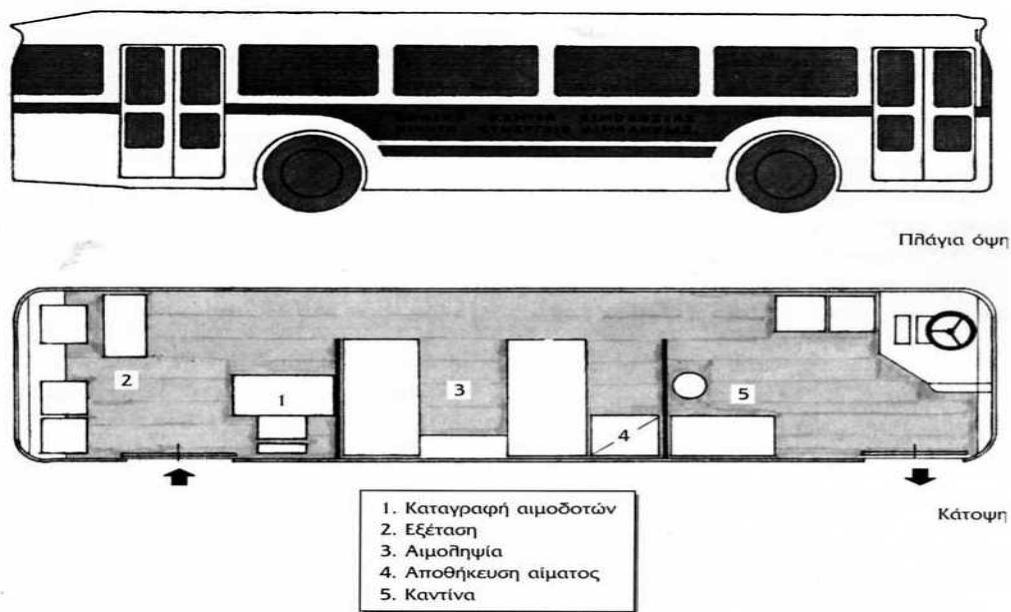 Πλάγια όψη
2
1
3
4
5
Κάτοψη
1. Καταγραφή αιμοδοτών
2. Εξέταση
3. Αιμοληψία
4. Αποθήκευση αίματος
5. Καντίνα